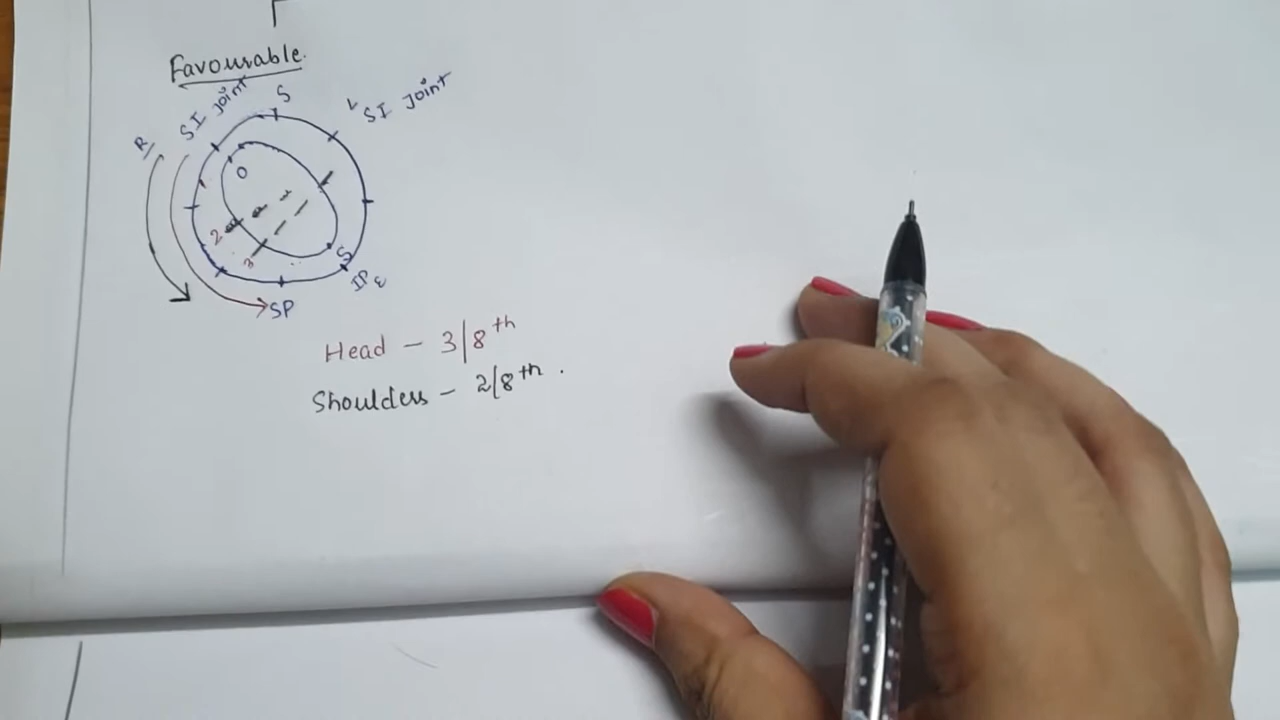 Favourable.
S
SI joint
L SI joint
R
O
2
3
S
IPE
SP
Head - 3/8th
Shoulders - 2/8th.